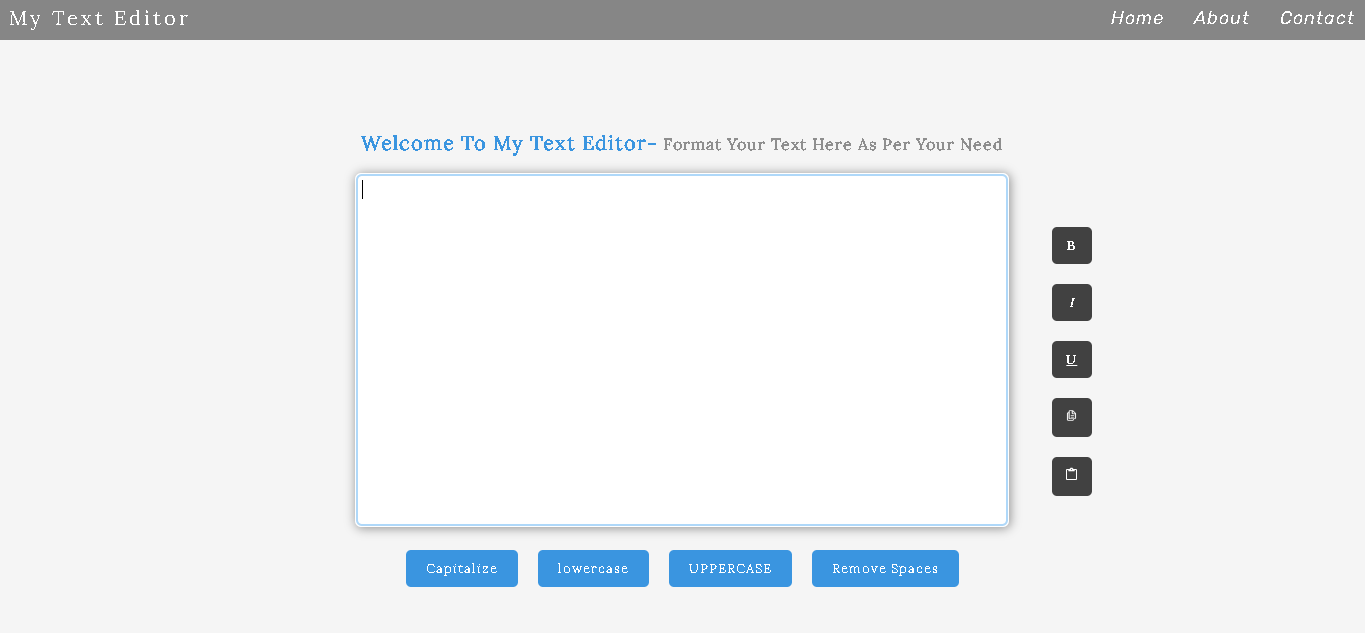 My Text Editor
Home About Contact
Welcome To My Text Editor- Format Your Text Here As Per Your Need
B
I
U
Capitalize lowercase UPPERCASE Remove Spaces